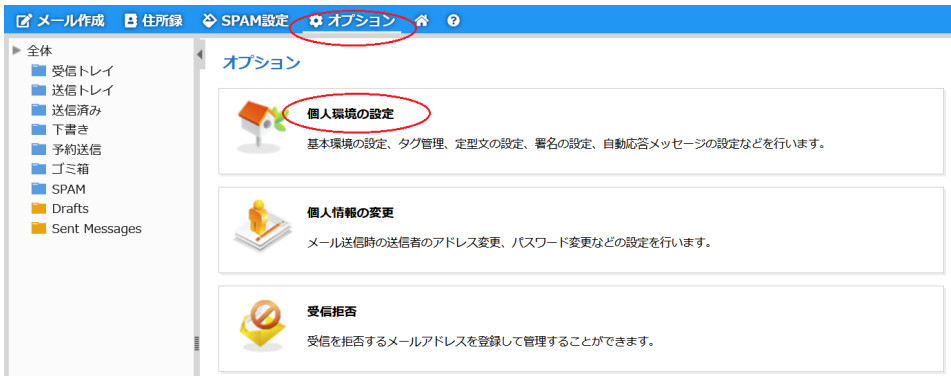 メール作成 住所録 SPAM設定 オプション
全体
受信トレイ
送信トレイ
送信済み
下書き
予約送信
ゴミ箱
SPAM
Drafts
Sent Messages
オプション
個人環境の設定
基本環境の設定、タグ管理、定型文の設定、署名の設定、自動応答メッセージの設定などを行います。
個人情報の変更
メール送信時の送信者のアドレス変更、パスワード変更などの設定を行います。
受信拒否
受信を拒否するメールアドレスを登録して管理することができます。